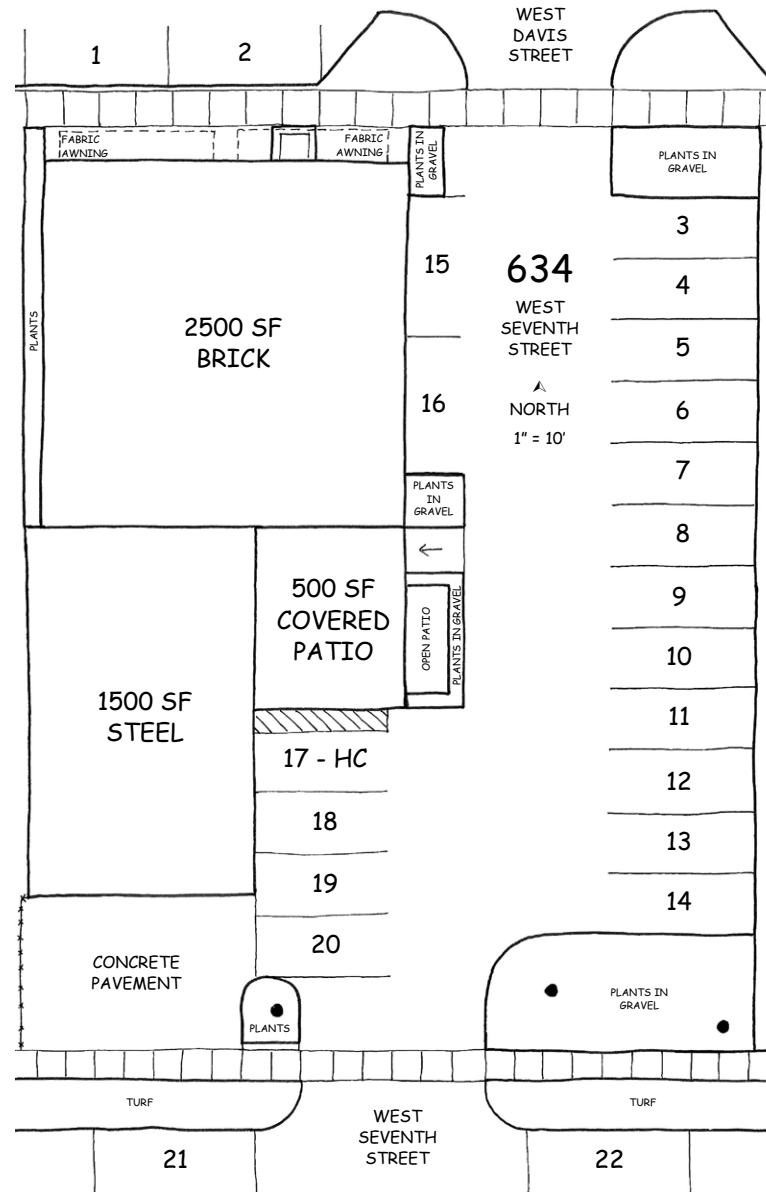 WEST
DAVIS
STREET
1
2
FABRIC
AWNING
FABRIC
AWNING
PLANTS IN
GRAVEL
PLANTS IN
GRAVEL
3
15
634
4
WEST
SEVENTH
STREET
PLANTS
2500 SF
BRICK
5
16
NORTH
1" = 10'
6
7
PLANTS
IN
GRAVEL
8
500 SF
COVERED
PATIO
OPEN PATIO
PLANTS IN GRAVEL
9
10
1500 SF
STEEL
11
17 - HC
12
18
13
19
14
20
CONCRETE
PAVEMENT
PLANTS IN
GRAVEL
PLANTS
TURF
TURF
WEST
SEVENTH
STREET
21
22